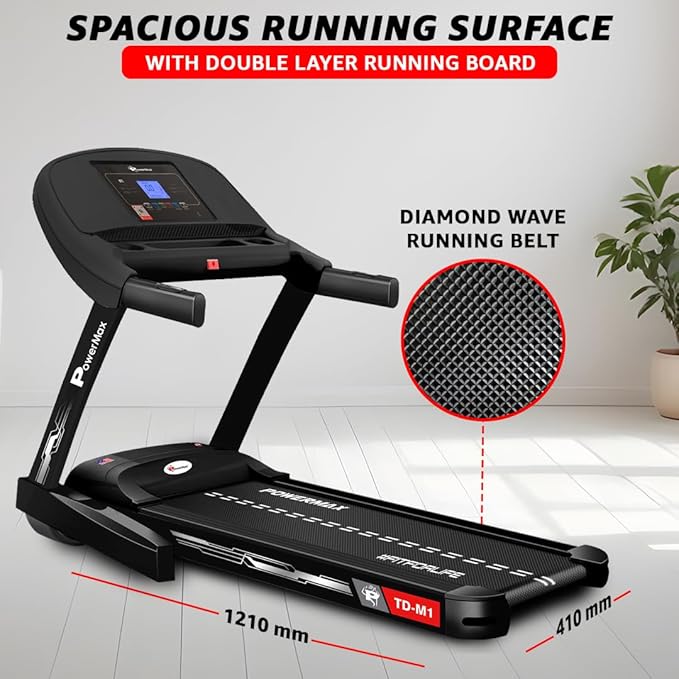 SPACIOUS RUNNING SURFACE
WITH DOUBLE LAYER RUNNING BOARD
DIAMOND WAVE
RUNNING BELT
PowerMax
POWERMAX
#FITFORLIFE
TD-M1
1210 mm
410 mm